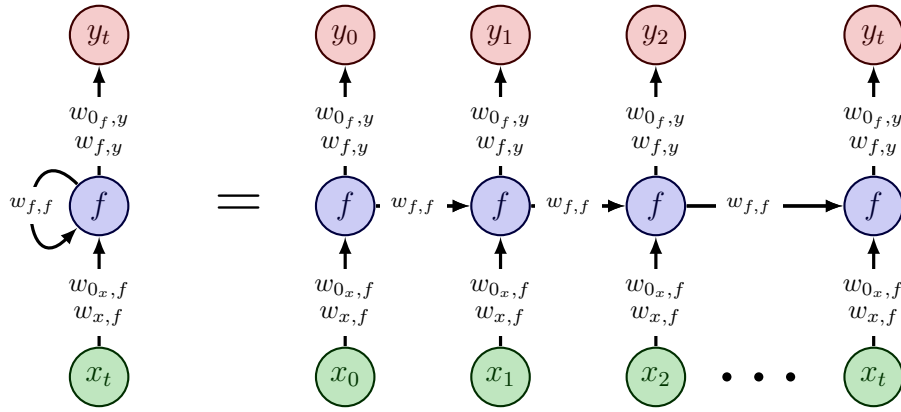 y_t y_0 y_1 y_2 y_t
w_{0_f,y} w_{0_f,y} w_{0_f,y} w_{0_f,y} w_{0_f,y}
w_{f,y} w_{f,y} w_{f,y} w_{f,y} w_{f,y}
w_{f,f} f = f w_{f,f} f w_{f,f} f w_{f,f} f
w_{0_x,f} w_{0_x,f} w_{0_x,f} w_{0_x,f} w_{0_x,f}
w_{x,f} w_{x,f} w_{x,f} w_{x,f} w_{x,f}
x_t x_0 x_1 x_2 • • • x_t